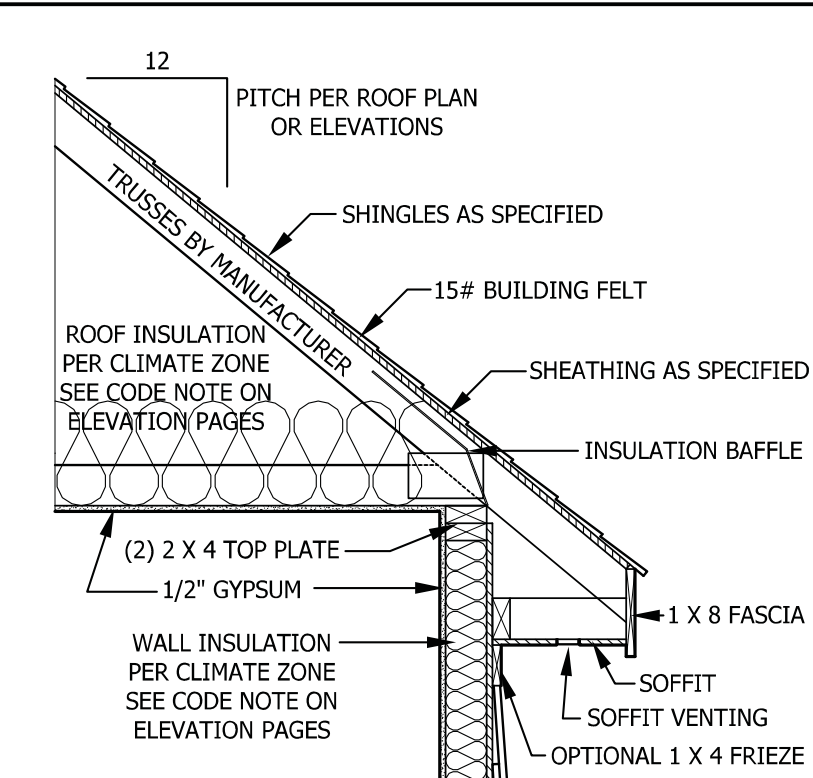 12
PITCH PER ROOF PLAN
OR ELEVATIONS
SHINGLES AS SPECIFIED
TRUSSES BY MANUFACTURER
15# BUILDING FELT
ROOF INSULATION
PER CLIMATE ZONE
SEE CODE NOTE ON
ELEVATION PAGES
SHEATHING AS SPECIFIED
INSULATION BAFFLE
(2) 2 X 4 TOP PLATE
1/2" GYPSUM
1 X 8 FASCIA
WALL INSULATION
PER CLIMATE ZONE
SEE CODE NOTE ON
ELEVATION PAGES
SOFFIT
SOFFIT VENTING
OPTIONAL 1 X 4 FRIEZE